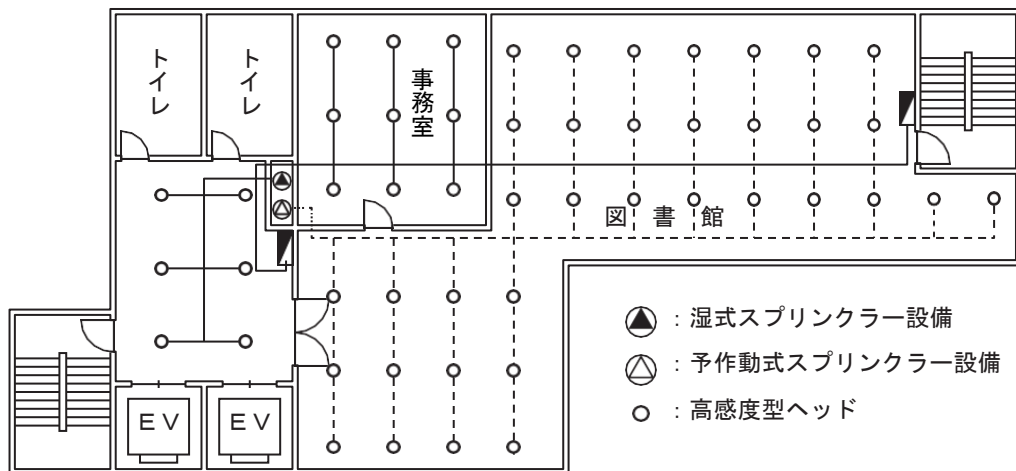 トイレ
トイレ
事務室
図書館
EV
EV
：湿式スプリンクラー設備
：予作動式スプリンクラー設備
：高感度型ヘッド